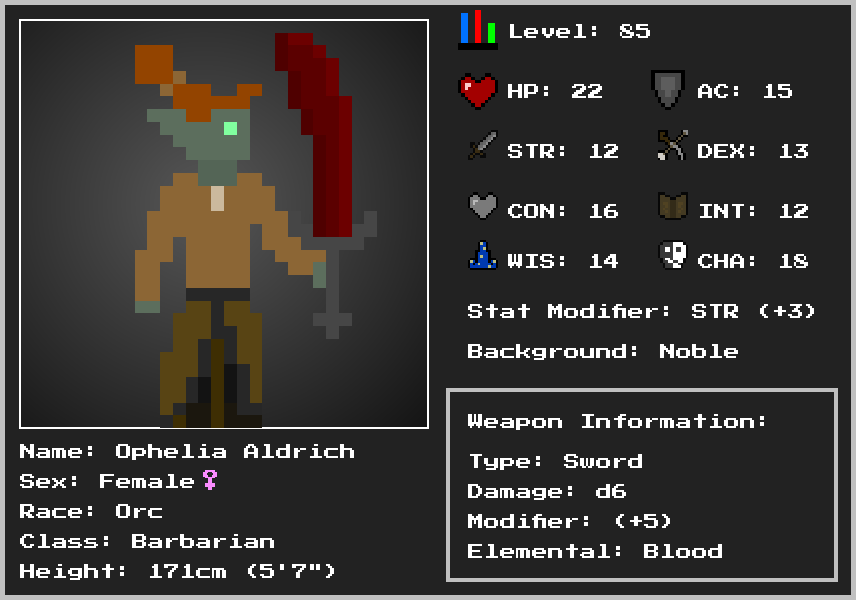 Level: 85
HP: 22 AC: 15
STR: 12 DEX: 13
CON: 16 INT: 12
WIS: 14 CHA: 18
Stat Modifier: STR (+3)
Background: Noble
Weapon Information:
Type: Sword
Damage: d6
Modifier: (+5)
Elemental: Blood
Name: Ophelia Aldrich
Sex: Female♀
Race: Orc
Class: Barbarian
Height: 171cm (5'7")